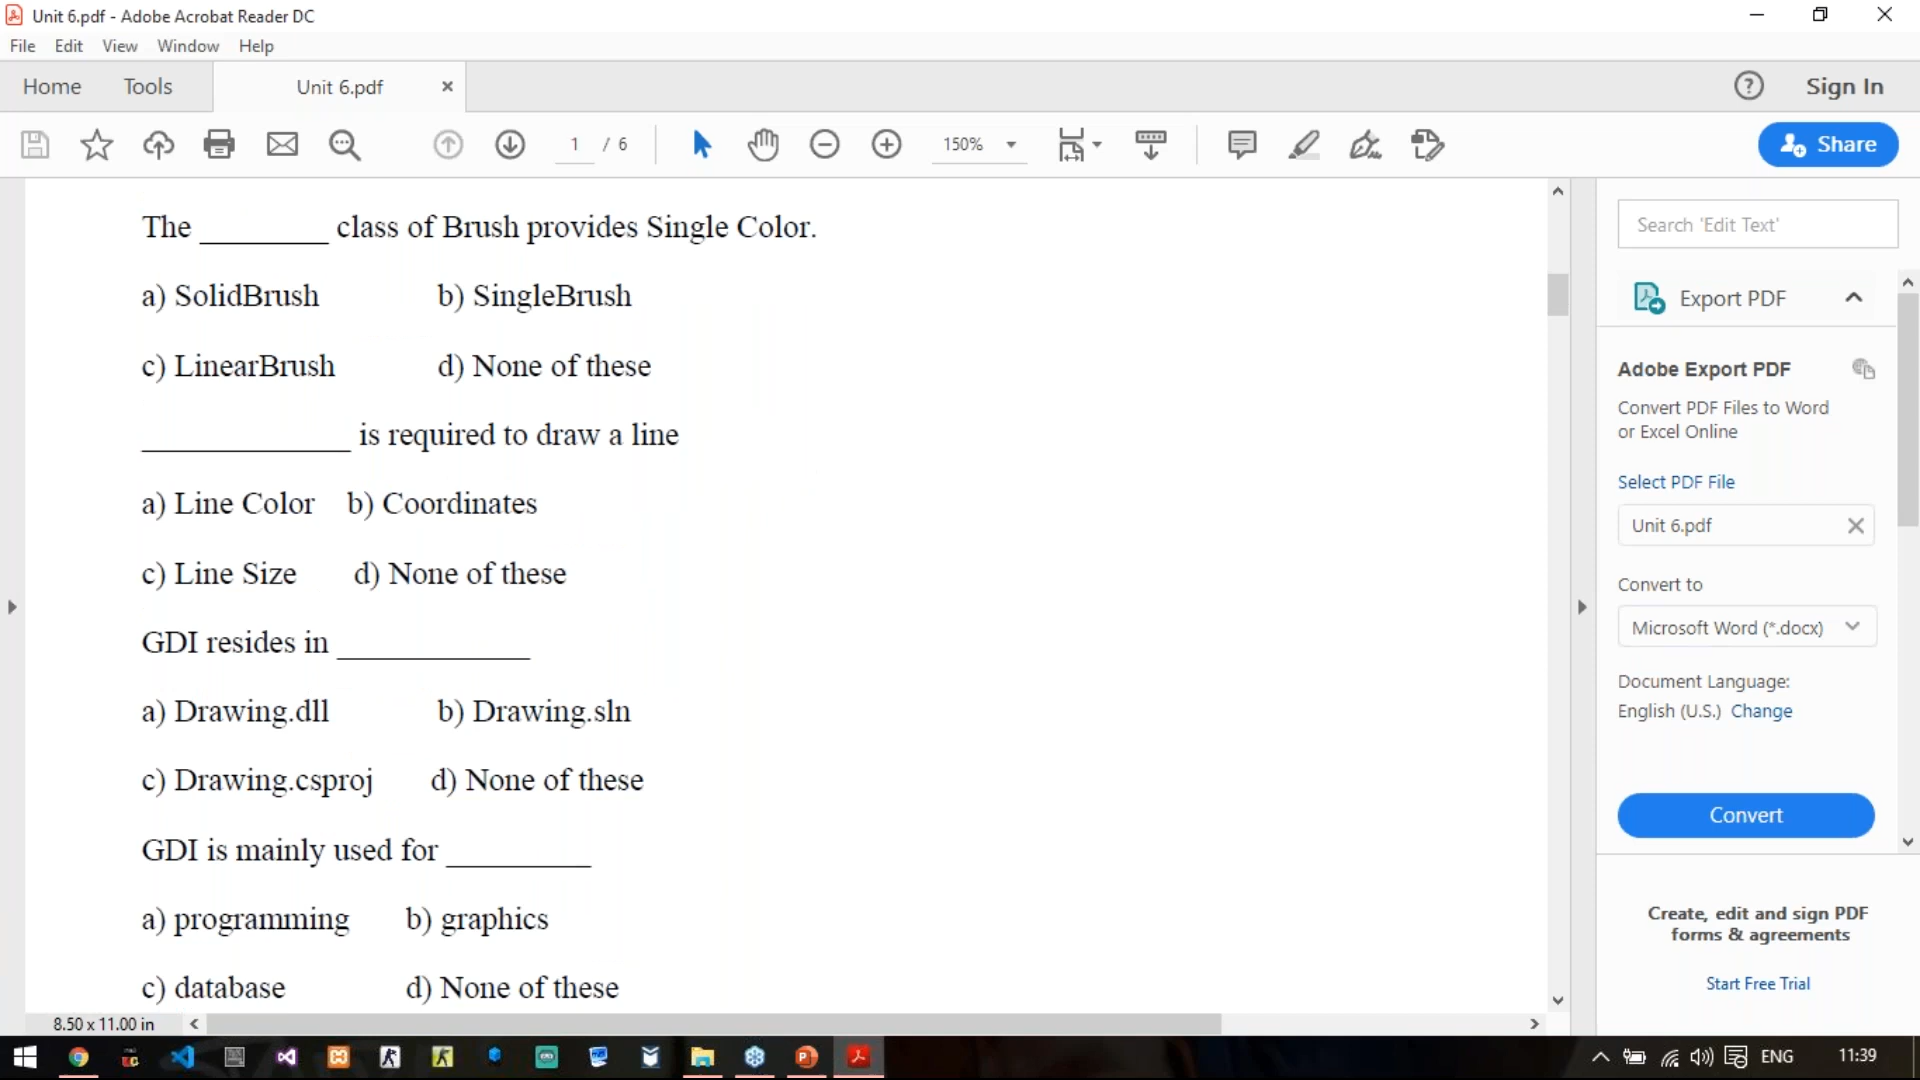 Unit 6.pdf - Adobe Acrobat Reader DC
File Edit View Window Help
Home Tools Unit 6.pdf Sign In
1 / 6 150% Share
The ________ class of Brush provides Single Color.
a) SolidBrush b) SingleBrush
c) LinearBrush d) None of these
_____________ is required to draw a line
a) Line Color b) Coordinates
c) Line Size d) None of these
GDI resides in ____________
a) Drawing.dll b) Drawing.sln
c) Drawing.csproj d) None of these
GDI is mainly used for _________
a) programming b) graphics
c) database d) None of these
8.50 x 11.00 in
Search 'Edit Text'
Export PDF
Adobe Export PDF
Convert PDF Files to Word
or Excel Online
Select PDF File
Unit 6.pdf
Convert to
Microsoft Word (*.docx)
Document Language:
English (U.S.) Change
Convert
Create, edit and sign PDF
forms & agreements
Start Free Trial
ENG 11:39